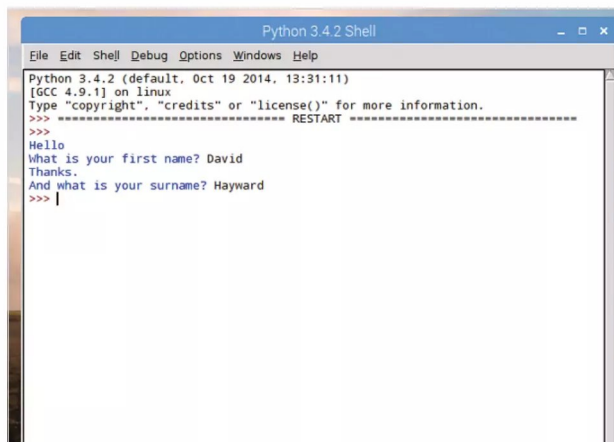 Python 3.4.2 Shell
File Edit Shell Debug Options Windows Help
Python 3.4.2 (default, Oct 19 2014, 13:31:11)
[GCC 4.9.1] on linux
Type "copyright", "credits" or "license()" for more information.
>>> ================================ RESTART ================================
>>>
Hello
What is your first name? David
Thanks.
And what is your surname? Hayward
>>>